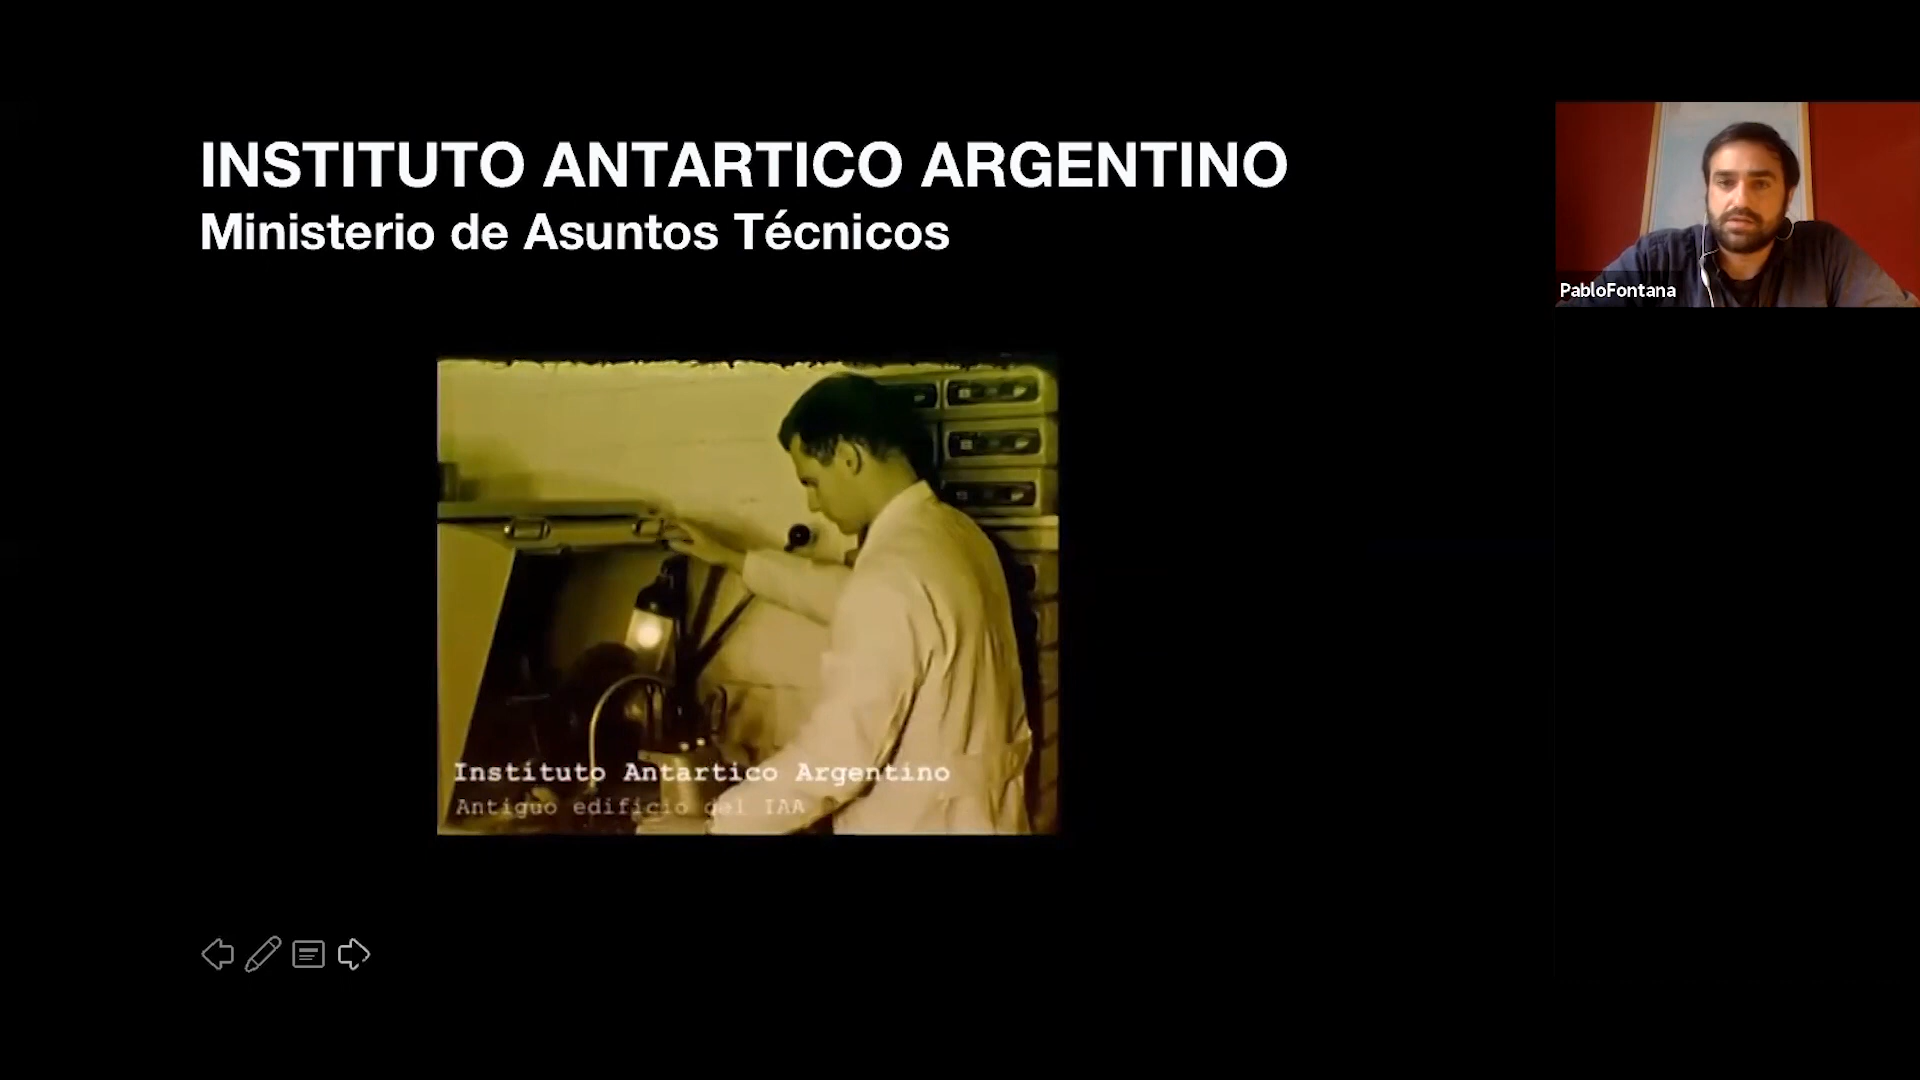 INSTITUTO ANTARTICO ARGENTINO
Ministerio de Asuntos Técnicos
PabloFontana
Instituto Antartico Argentino
Antiguo edificio del IAA